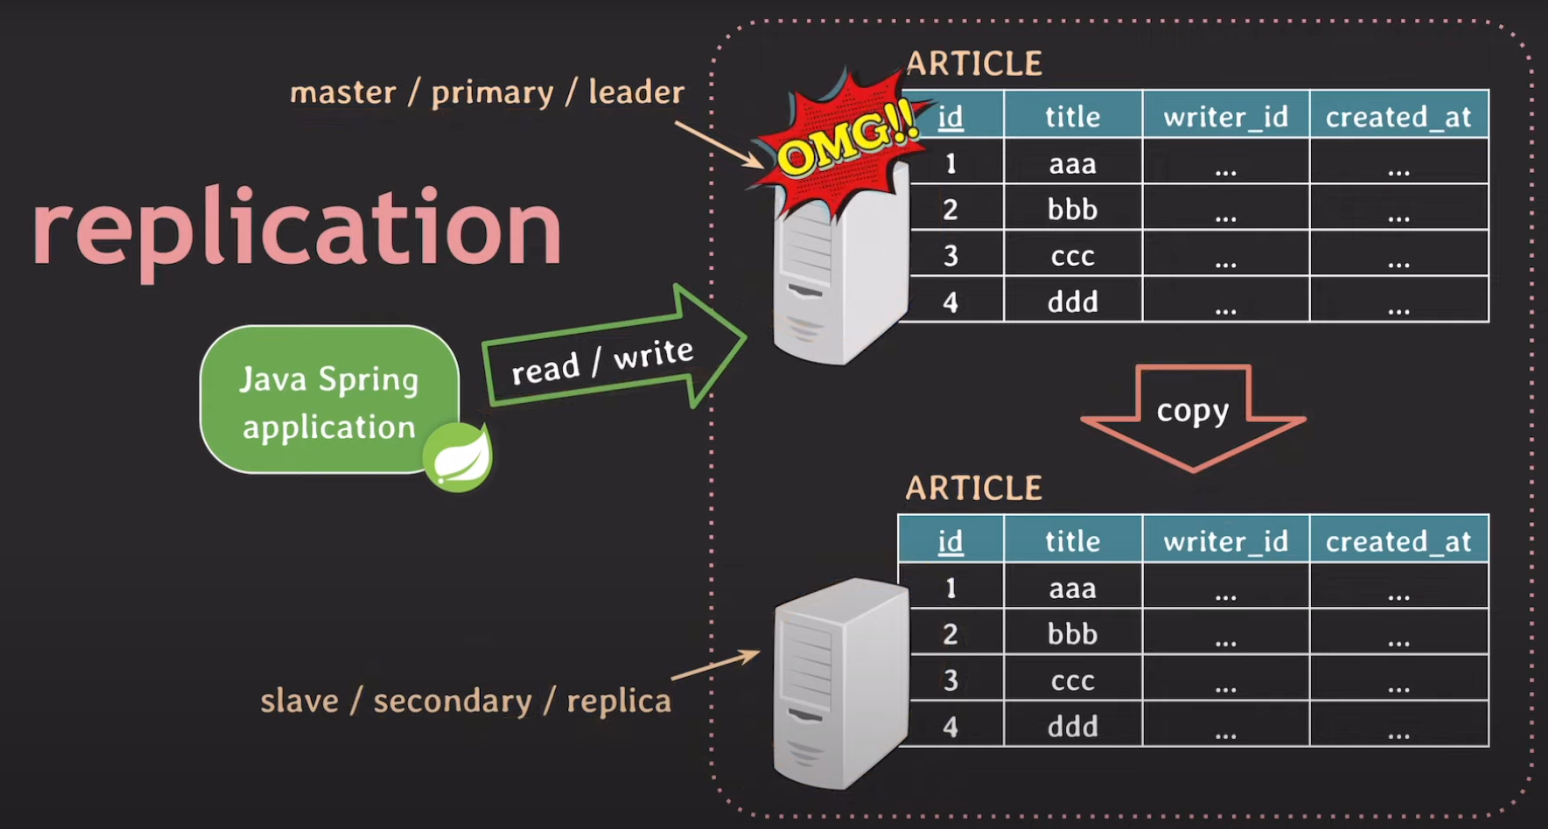 master / primary / leader
replication
Java Spring
application
read / write
OMG!!
ARTICLE
id title writer_id created_at
1 aaa ... ...
2 bbb ... ...
3 ccc ... ...
4 ddd ... ...
copy
ARTICLE
id title writer_id created_at
1 aaa ... ...
2 bbb ... ...
3 ccc ... ...
4 ddd ... ...
slave / secondary / replica